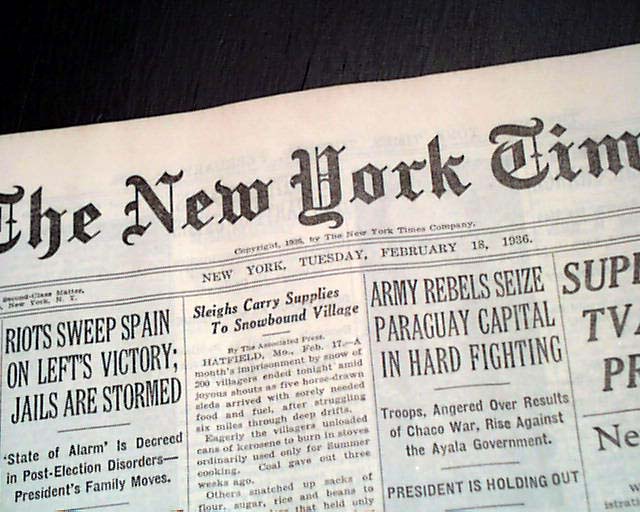 The New York Tim
Copyright, 1936, by The New York Times Company.
Second-Class Matter,
New York, N. Y.
NEW YORK, TUESDAY, FEBRUARY 18, 1936.
RIOTS SWEEP SPAIN
ON LEFT'S VICTORY;
JAILS ARE STORMED
'State of Alarm' Is Decreed
in Post-Election Disorders—
President's Family Moves.
Sleighs Carry Supplies
To Snowbound Village
By The Associated Press.
HATFIELD, Mo., Feb. 17.—A
month's imprisonment by snow of
200 villagers ended tonight amid
joyous shouts as five horse-drawn
sleds arrived with sorely needed
food and fuel, after struggling
six miles through deep drifts.
Eagerly the villagers unloaded
cans of kerosene to burn in stoves
ordinarily used only for Summer
cooking. Coal gave out three
weeks ago.
Others snatched up sacks of
flour, sugar, rice and beans to
that held only
ARMY REBELS SEIZE
PARAGUAY CAPITAL
IN HARD FIGHTING
Troops, Angered Over Results
of Chaco War, Rise Against
the Ayala Government.
PRESIDENT IS HOLDING OUT
SUP
TV
PR
Ne
W